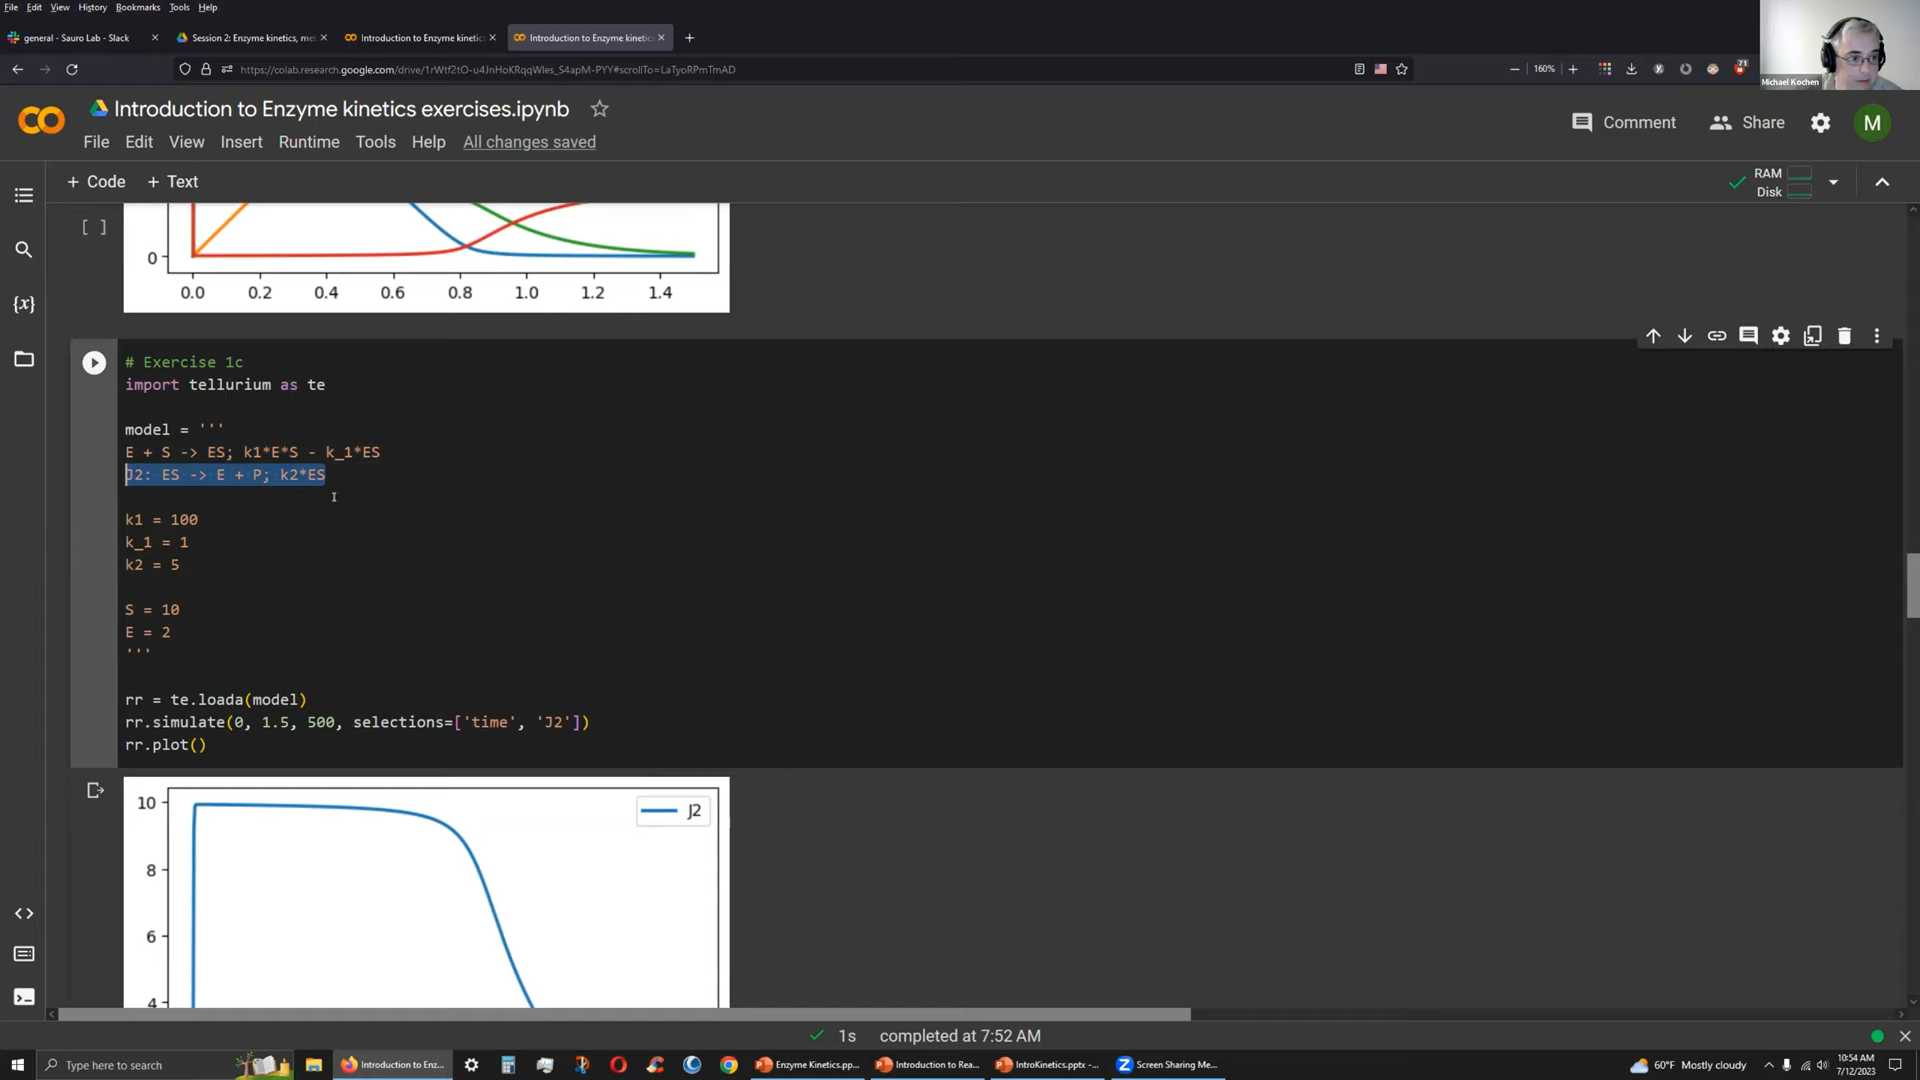 File Edit View History Bookmarks Tools Help
general - Sauro Lab - Slack
Session 2: Enzyme kinetics, me
Introduction to Enzyme kinetic
Introduction to Enzyme kinetic
https://colab.research.google.com/drive/1rWtf2tO-u4JnHoKRqqWles_S4apM-PYY#scrollTo=LaTyoRPmTmAD
160%
71
Michael Kochen
Introduction to Enzyme kinetics exercises.ipynb
Comment
Share
M
File Edit View Insert Runtime Tools Help All changes saved
+ Code + Text
RAM
Disk
[ ]
{x}
0
0.0 0.2 0.4 0.6 0.8 1.0 1.2 1.4
# Exercise 1c
import tellurium as te
model = '''
E + S -> ES; k1*E*S - k_1*ES
J2: ES -> E + P; k2*ES
k1 = 100
k_1 = 1
k2 = 5
S = 10
E = 2
'''
rr = te.loada(model)
rr.simulate(0, 1.5, 500, selections=['time', 'J2'])
rr.plot()
10
J2
8
6
4
1s completed at 7:52 AM
Type here to search
Introduction to Enz...
Enzyme Kinetics.pp...
Introduction to Rea...
IntroKinetics.pptx -...
Screen Sharing Me...
60°F Mostly cloudy
10:54 AM
7/12/2023